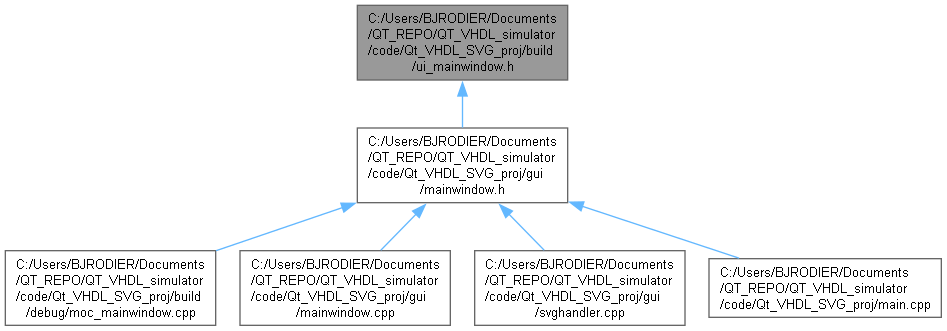 C:/Users/BJRODIER/Documents
/QT_REPO/QT_VHDL_simulator
/code/Qt_VHDL_SVG_proj/build
/ui_mainwindow.h
C:/Users/BJRODIER/Documents
/QT_REPO/QT_VHDL_simulator
/code/Qt_VHDL_SVG_proj/gui
/mainwindow.h
C:/Users/BJRODIER/Documents
/QT_REPO/QT_VHDL_simulator
/code/Qt_VHDL_SVG_proj/build
/debug/moc_mainwindow.cpp
C:/Users/BJRODIER/Documents
/QT_REPO/QT_VHDL_simulator
/code/Qt_VHDL_SVG_proj/gui
/mainwindow.cpp
C:/Users/BJRODIER/Documents
/QT_REPO/QT_VHDL_simulator
/code/Qt_VHDL_SVG_proj/gui
/svghandler.cpp
C:/Users/BJRODIER/Documents
/QT_REPO/QT_VHDL_simulator
/code/Qt_VHDL_SVG_proj/main.cpp